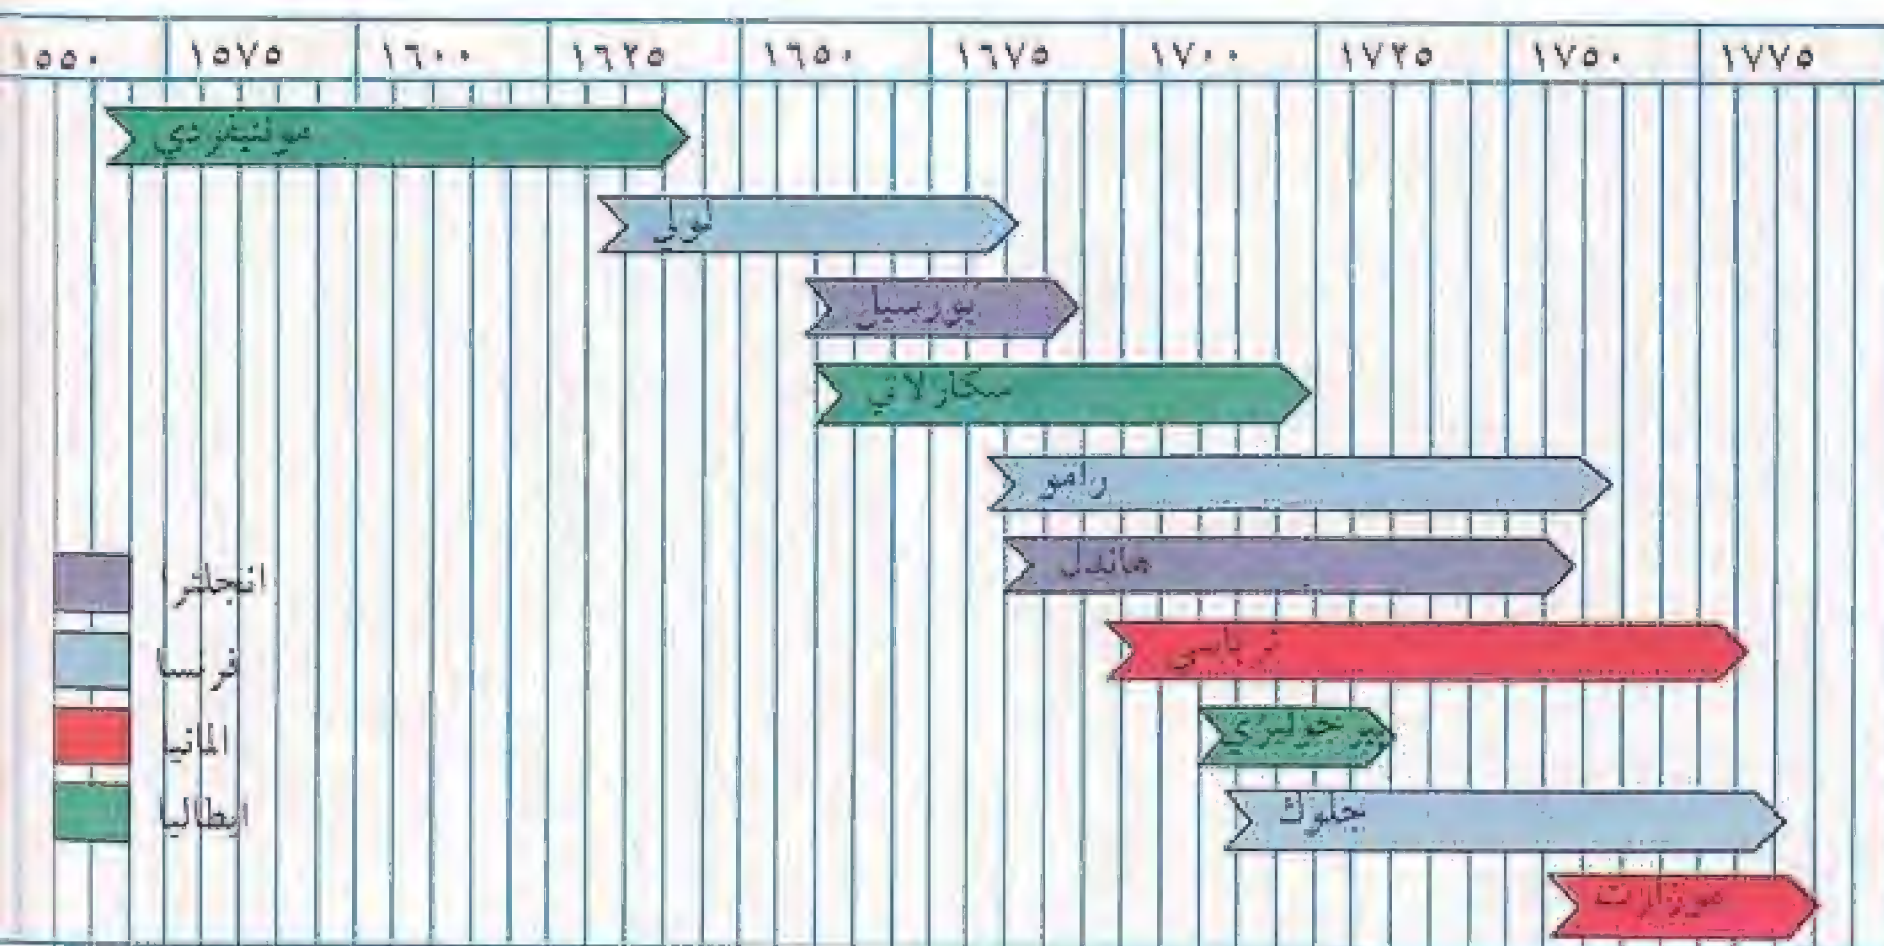 ١٥٥٠ ١٥٧٥ ١٦٠٠ ١٦٢٥ ١٦٥٠ ١٦٧٥ ١٧٠٠ ١٧٢٥ ١٧٥٠ ١٧٧٥
مونتيفردي
لولي
بورسيل
سكارلاتي
رامو
هاندل
انجلترا
فرنسا
المانيا
ايطاليا
جلوك
موزارت